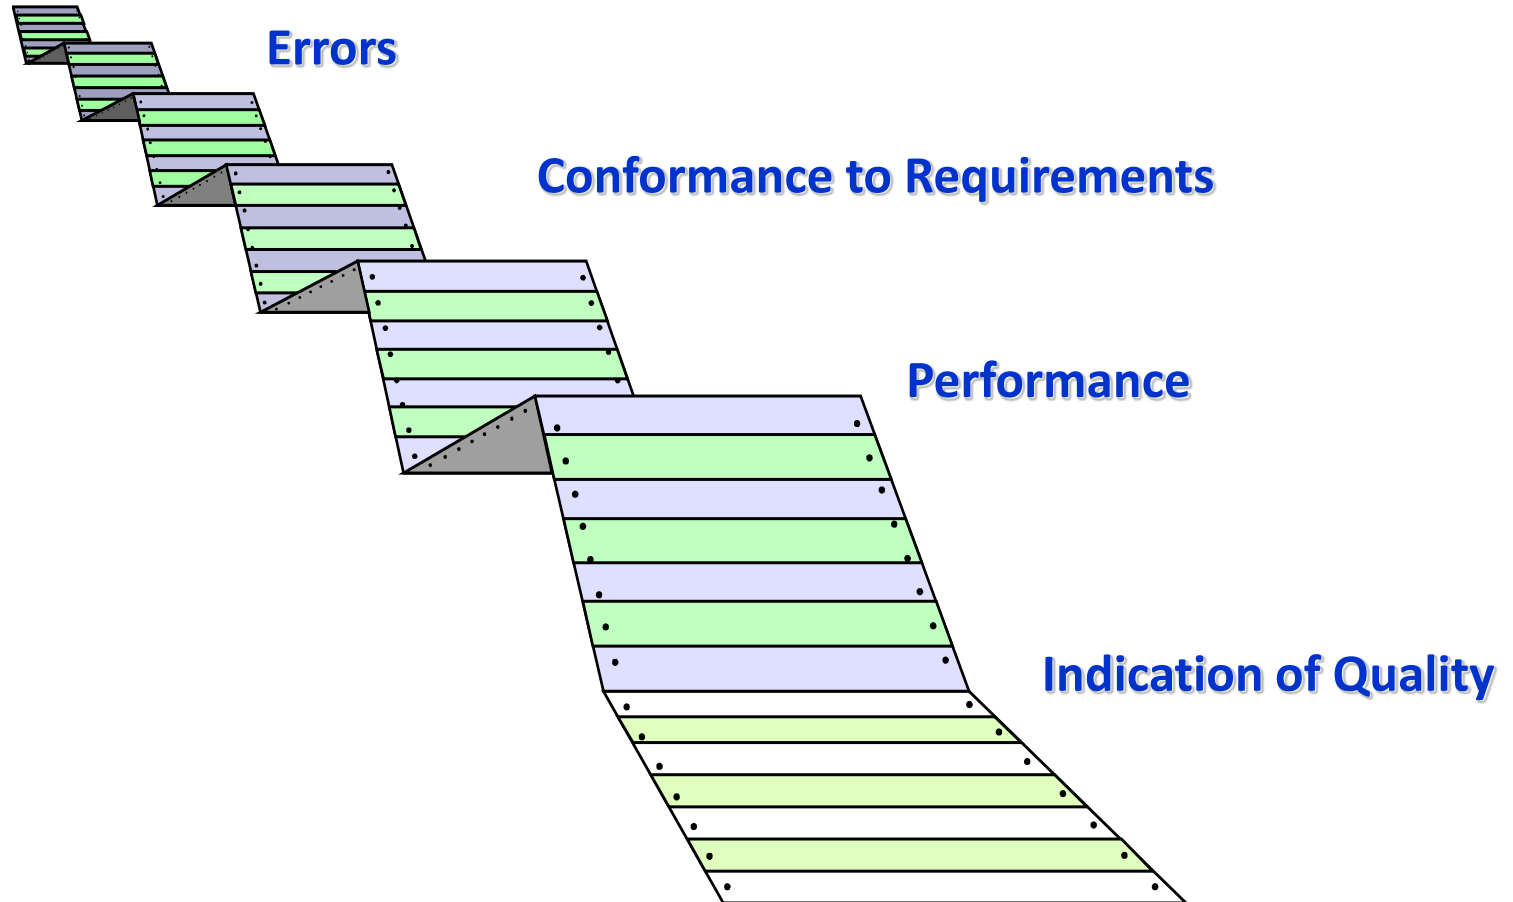 Errors
Conformance to Requirements
Performance
Indication of Quality